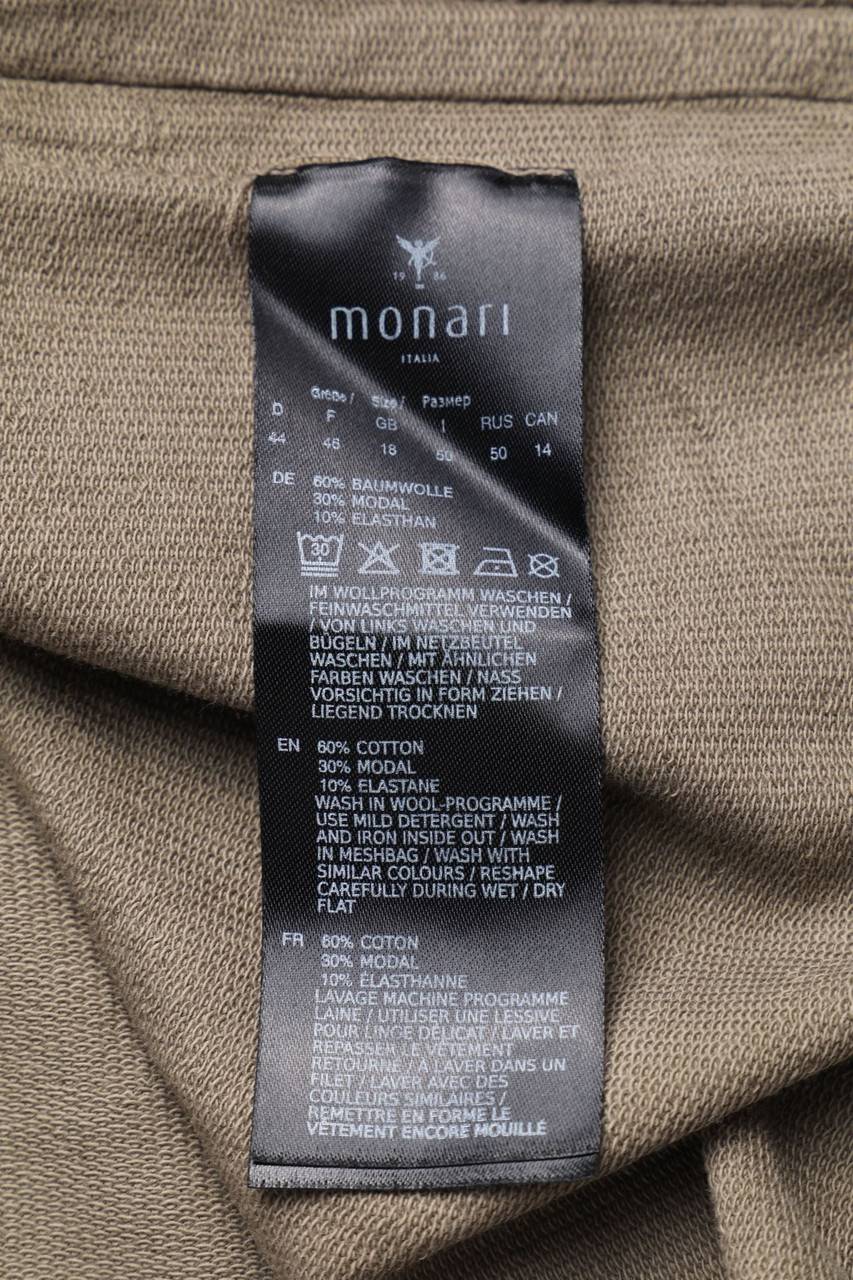 19 86
monari
ITALIA
Größe / Size / Размер
D F GB I RUS CAN
44 46 18 50 50 14
DE 60% BAUMWOLLE
30% MODAL
10% ELASTHAN
30
IM WOLLPROGRAMM WASCHEN /
FEINWASCHMITTEL VERWENDEN
/ VON LINKS WASCHEN UND
BÜGELN / IM NETZBEUTEL
WASCHEN / MIT ÄHNLICHEN
FARBEN WASCHEN / NASS
VORSICHTIG IN FORM ZIEHEN /
LIEGEND TROCKNEN
EN 60% COTTON
30% MODAL
10% ELASTANE
WASH IN WOOL-PROGRAMME /
USE MILD DETERGENT / WASH
AND IRON INSIDE OUT / WASH
IN MESHBAG / WASH WITH
SIMILAR COLOURS / RESHAPE
CAREFULLY DURING WET / DRY
FLAT
FR 60% COTON
30% MODAL
10% ÉLASTHANNE
LAVAGE MACHINE PROGRAMME
LAINE / UTILISER UNE LESSIVE
POUR LINGE DÉLICAT / LAVER ET
REPASSER LE VÊTEMENT
RETOURNE / À LAVER DANS UN
FILET / LAVER AVEC DES
COULEURS SIMILAIRES /
REMETTRE EN FORME LE
VÊTEMENT ENCORE MOUILLÉ